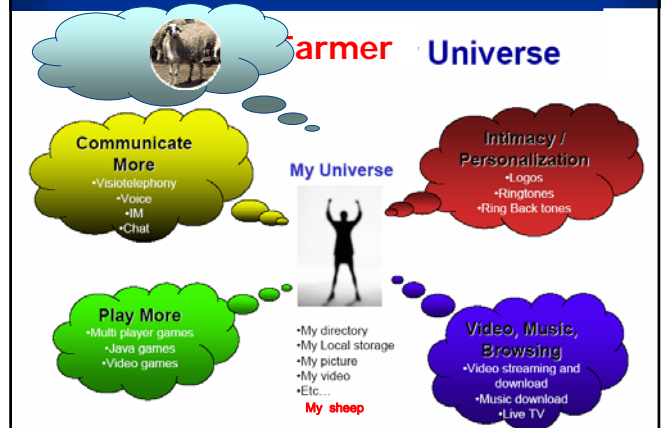 Farmer Universe
Communicate
More
•Visiotelephony
•Voice
•IM
•Chat
Intimacy /
Personalization
•Logos
•Ringtones
•Ring Back tones
My Universe
Play More
•Multi player games
•Java games
•Video games
•My directory
•My Local storage
•My picture
•My video
•Etc...
My sheep
Video, Music,
Browsing
•Video streaming and
download
•Music download
•Live TV